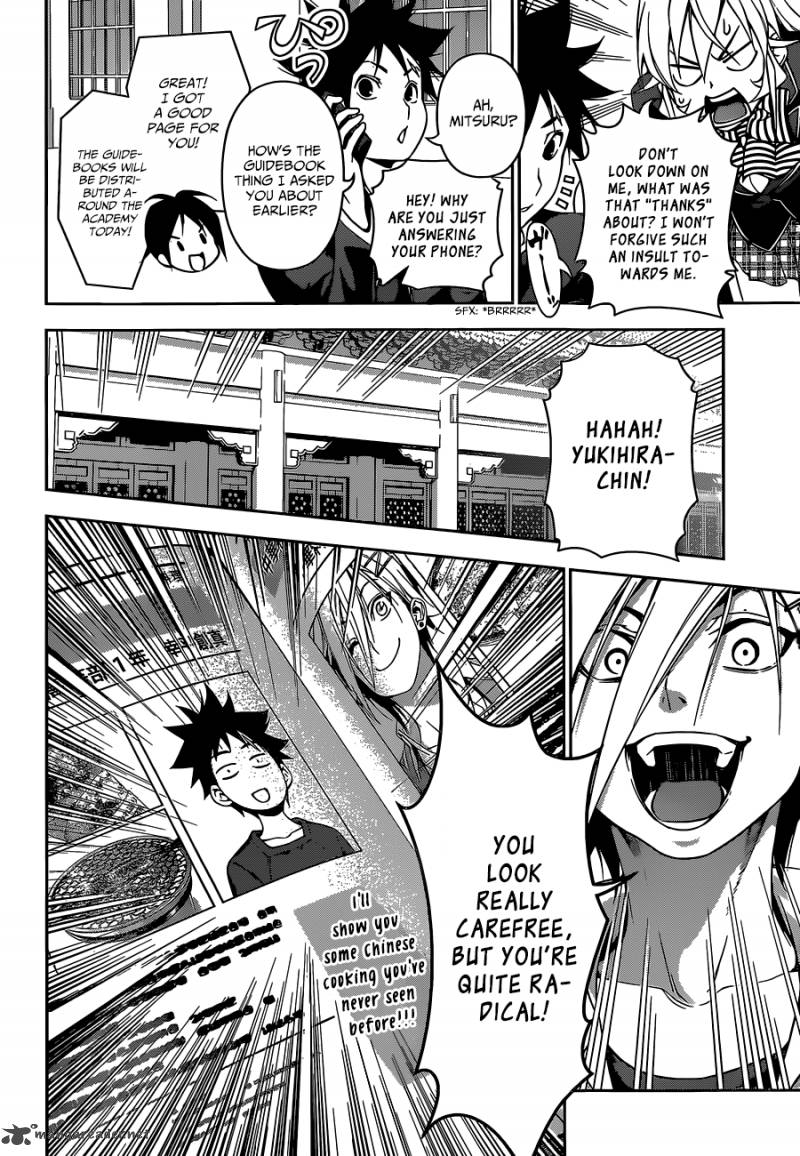 DON'T
LOOK DOWN ON
ME, WHAT WAS
THAT "THANKS"
ABOUT? I WON'T
FORGIVE SUCH
AN INSULT TO-
WARDS ME.
AH,
MITSURU?
HEY! WHY
ARE YOU JUST
ANSWERING
YOUR PHONE?
SFX: *BRRRRR*
HOW'S THE
GUIDEBOOK
THING I ASKED
YOU ABOUT
EARLIER?
GREAT!
I GOT
A GOOD
PAGE FOR
YOU!
THE GUIDE-
BOOKS WILL
BE DISTRI-
BUTED A-
ROUND THE
ACADEMY
TODAY!
HAHAH!
YUKIHIRA-
CHIN!
YOU
LOOK
REALLY
CAREFREE,
BUT YOU'RE
QUITE RA-
DICAL!
I'll
show you
some Chinese
cooking you've
never seen
before!!!